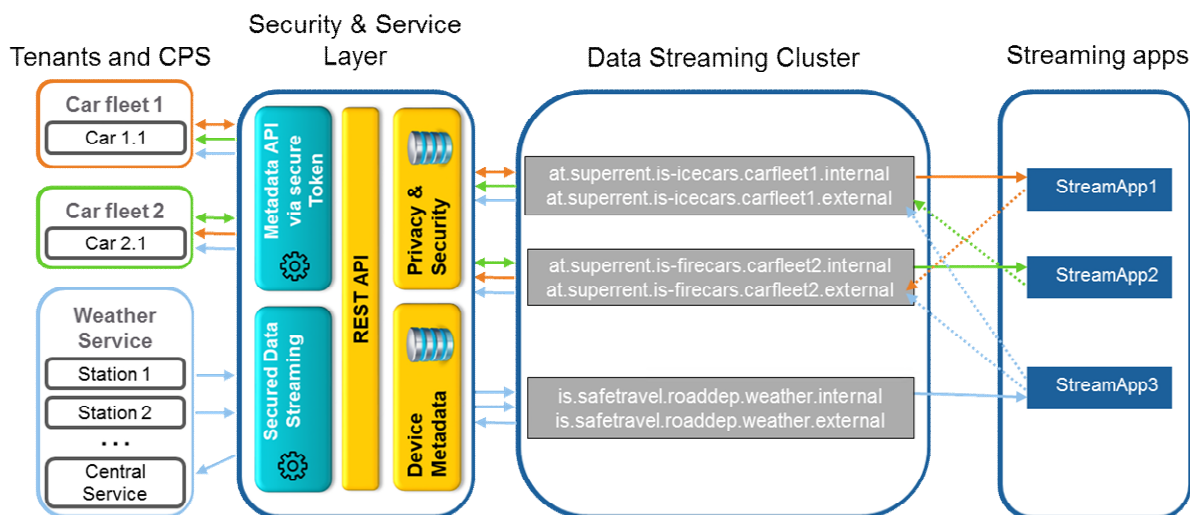 Tenants and CPS
Security & Service
Layer
Data Streaming Cluster
Streaming apps
Car fleet 1
Car 1.1
Car fleet 2
Car 2.1
Weather
Service
Station 1
Station 2
...
Central
Service
Metadata API
via secure
Token
Secured Data
Streaming
REST API
Privacy &
Security
Device
Metadata
at.superrent.is-icecars.carfleet1.internal
at.superrent.is-icecars.carfleet1.external
at.superrent.is-firecars.carfleet2.internal
at.superrent.is-firecars.carfleet2.external
is.safetravel.roaddep.weather.internal
is.safetravel.roaddep.weather.external
StreamApp1
StreamApp2
StreamApp3